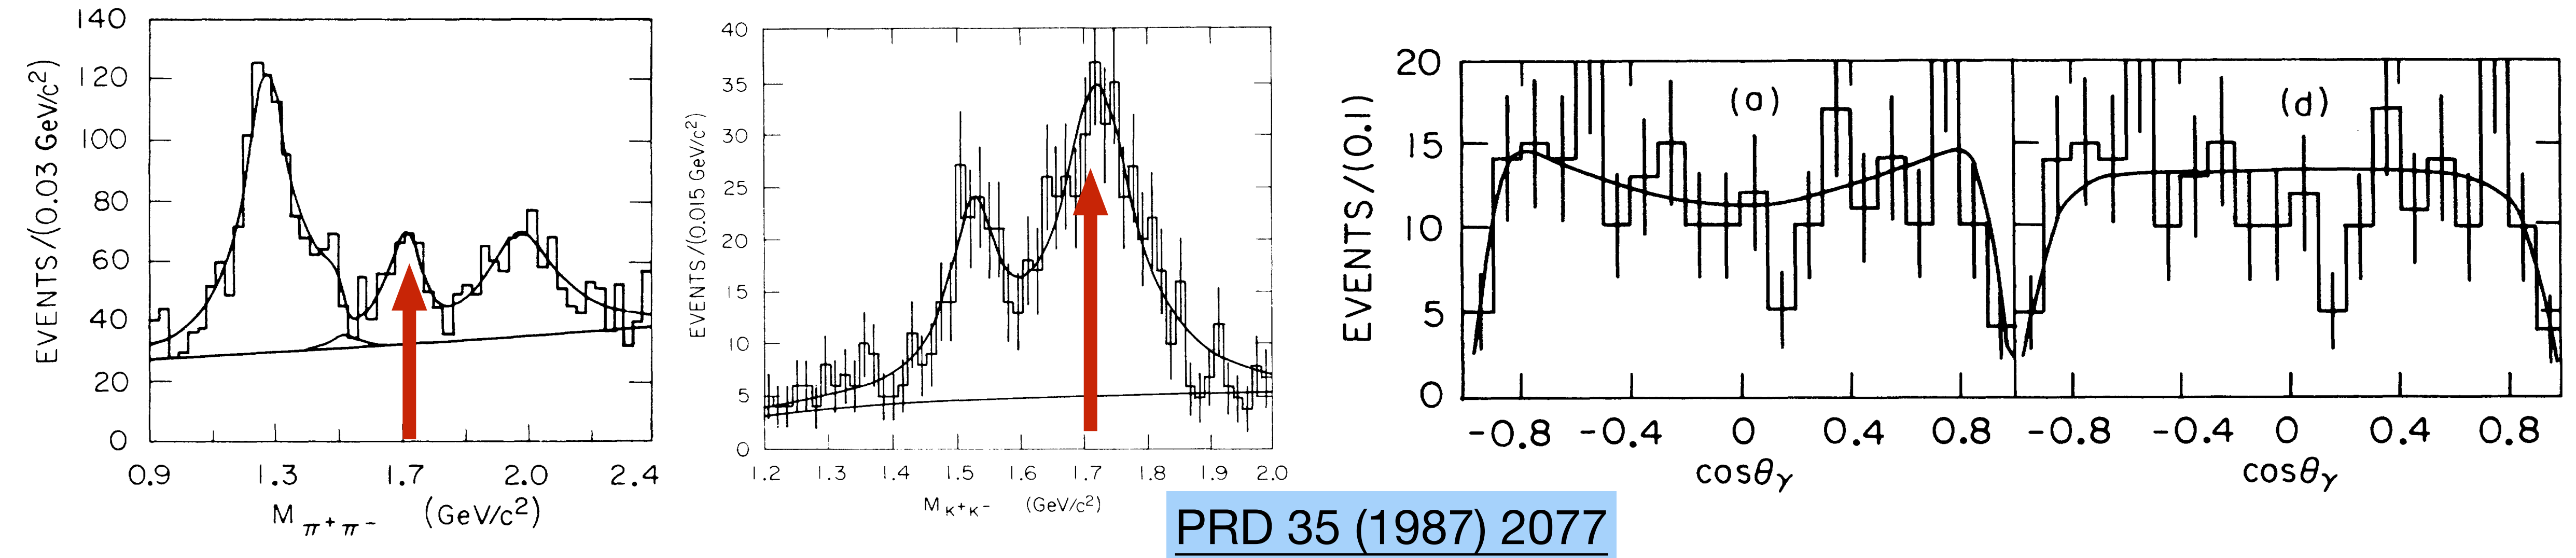 140
120
100
80
60
40
20
0
EVENTS/(0.03 GeV/c²)
0.9 1.3 1.7 2.0 2.4
M π⁺π⁻ (GeV/c²)
40
35
30
25
20
15
10
5
0
EVENTS/(0.015 GeV/c²)
1.2 1.3 1.4 1.5 1.6 1.7 1.8 1.9 2.0
M K⁺K⁻ (GeV/c²)
20
15
10
5
0
EVENTS/(0.1)
(a) (d)
-0.8 -0.4 0 0.4 0.8 -0.8 -0.4 0 0.4 0.8
cosθγ cosθγ
PRD 35 (1987) 2077